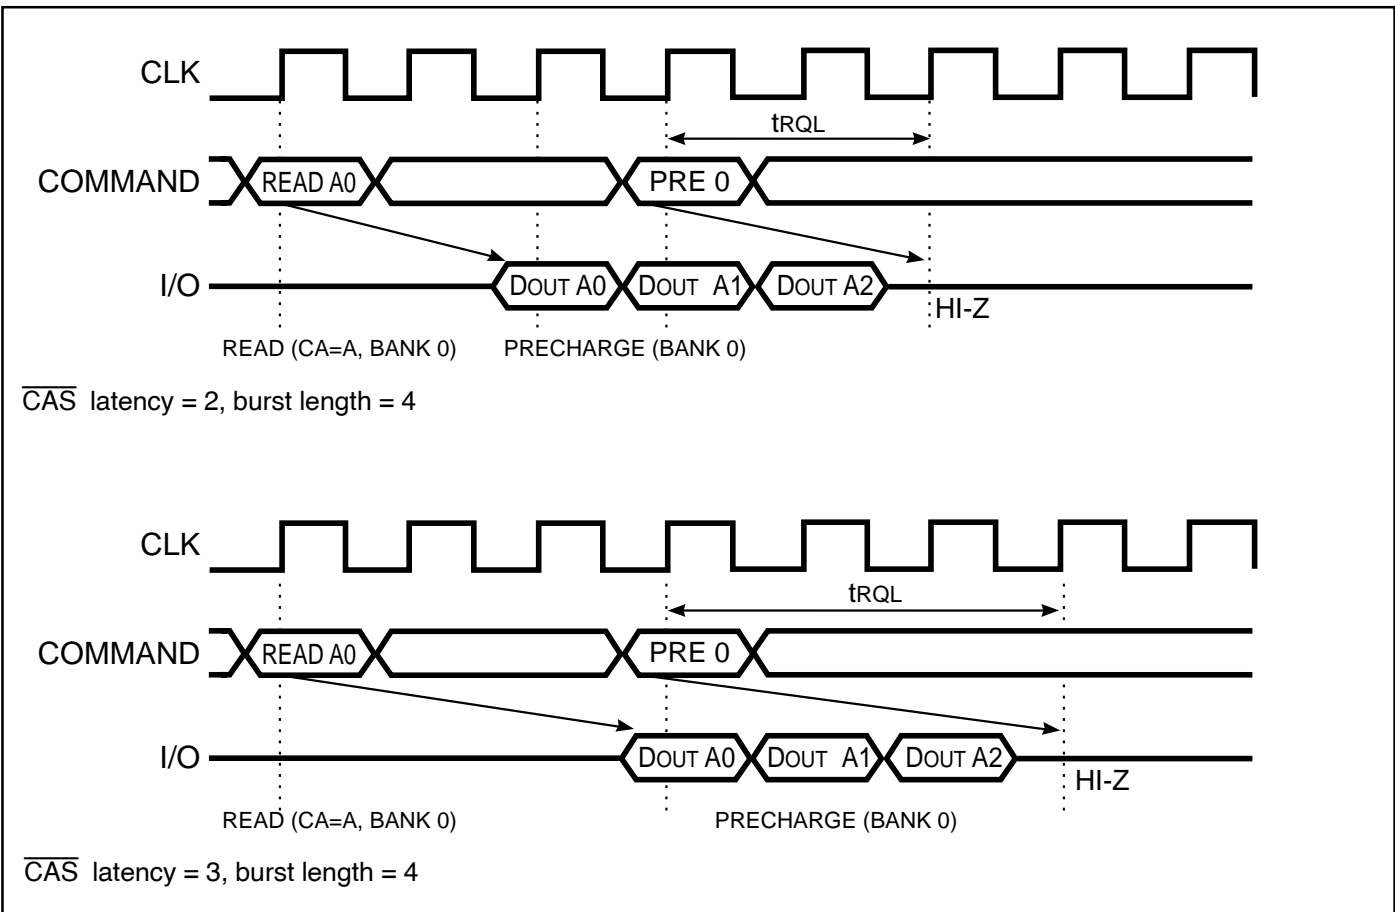 CLK
tRQL
COMMAND
READ A0
PRE 0
I/O
DOUT A0
DOUT A1
DOUT A2
HI-Z
READ (CA=A, BANK 0)
PRECHARGE (BANK 0)
CAS latency = 2, burst length = 4
CLK
tRQL
COMMAND
READ A0
PRE 0
I/O
DOUT A0
DOUT A1
DOUT A2
HI-Z
READ (CA=A, BANK 0)
PRECHARGE (BANK 0)
CAS latency = 3, burst length = 4